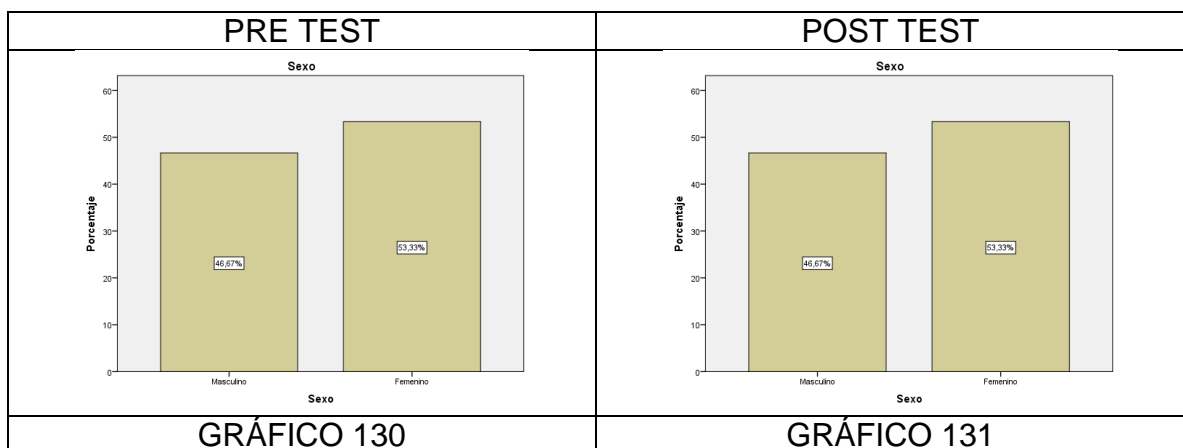 PRE TEST
POST TEST
Sexo
60
50
40
30
20
10
0
Porcentaje
46,67%
53,33%
Masculino
Femenino
Sexo
Sexo
60
50
40
30
20
10
0
Porcentaje
46,67%
53,33%
Masculino
Femenino
Sexo
GRÁFICO 130
GRÁFICO 131